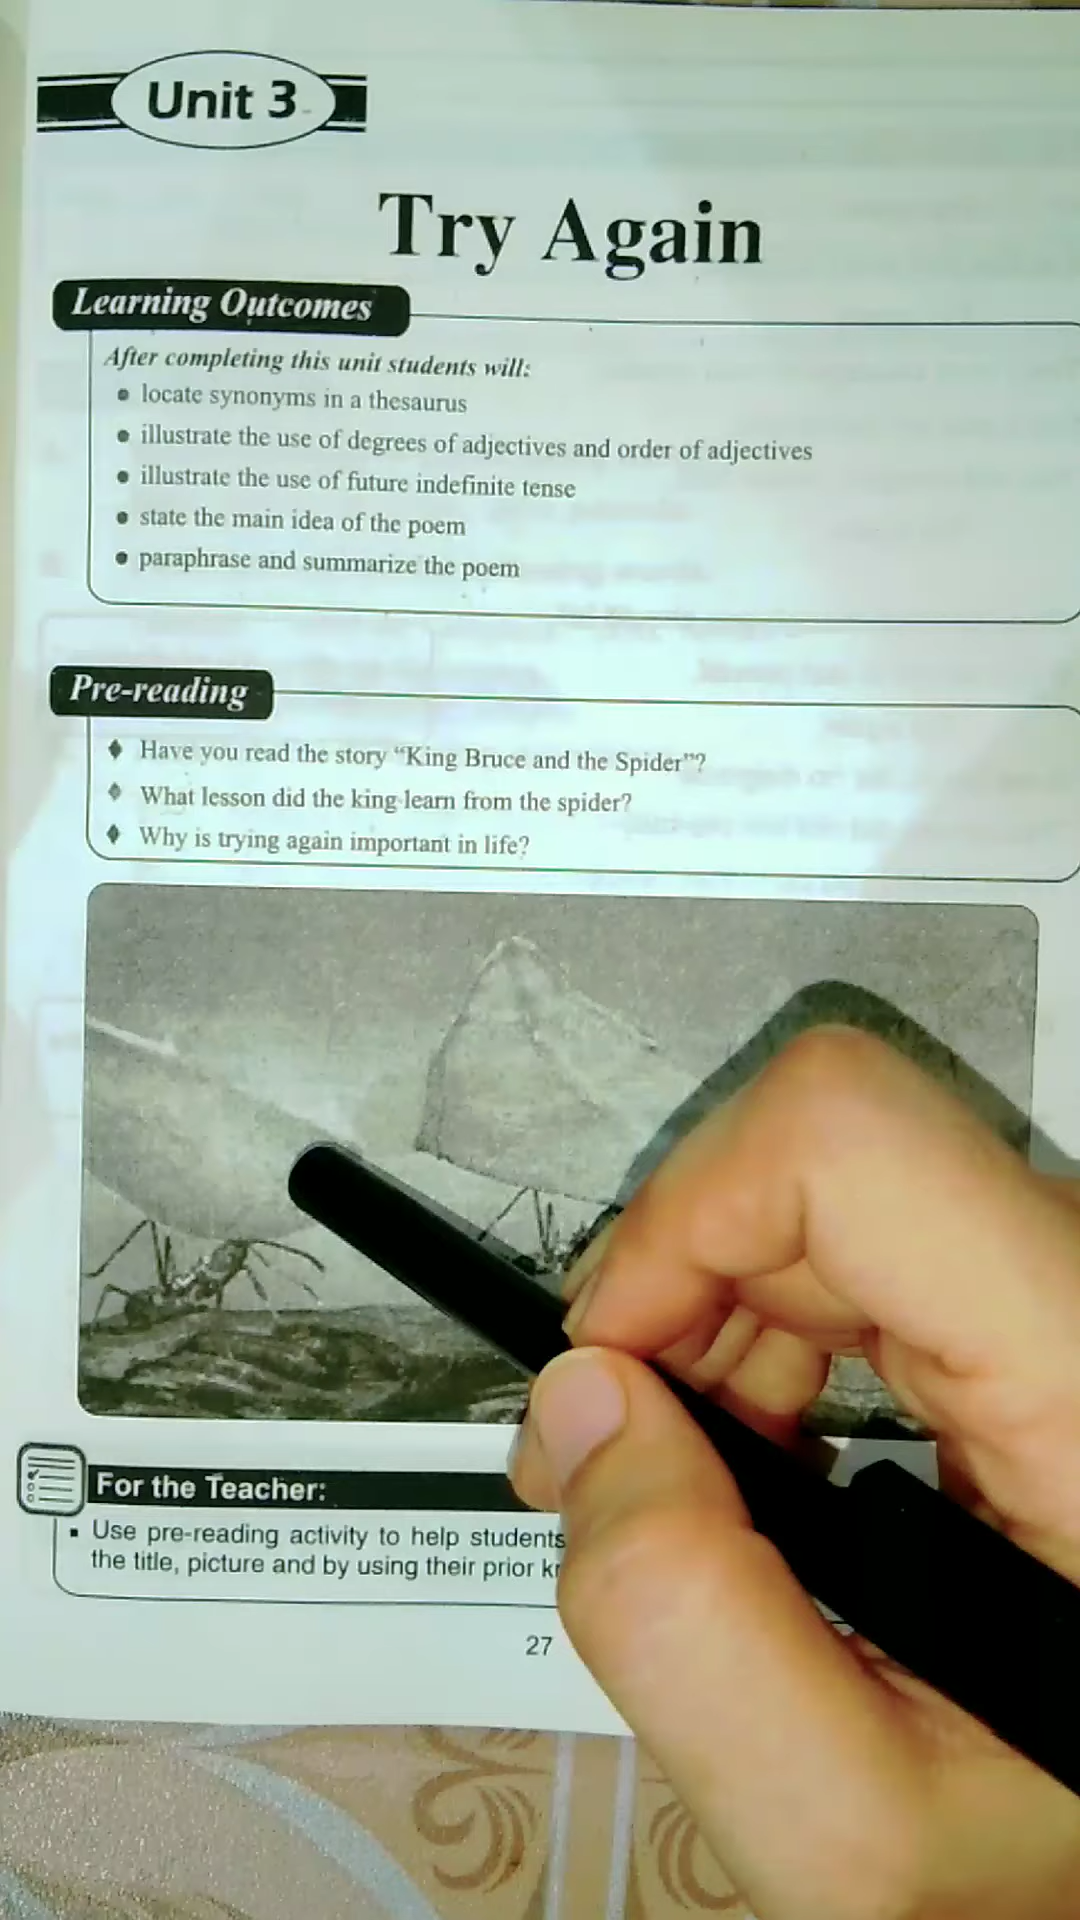 Unit 3
Try Again
Learning Outcomes
After completing this unit students will:
● locate synonyms in a thesaurus
● illustrate the use of degrees of adjectives and order of adjectives
● illustrate the use of future indefinite tense
● state the main idea of the poem
● paraphrase and summarize the poem
Pre-reading
♦ Have you read the story “King Bruce and the Spider”?
♦ What lesson did the king learn from the spider?
♦ Why is trying again important in life?
For the Teacher:
▪ Use pre-reading activity to help students
the title, picture and by using their prior
27